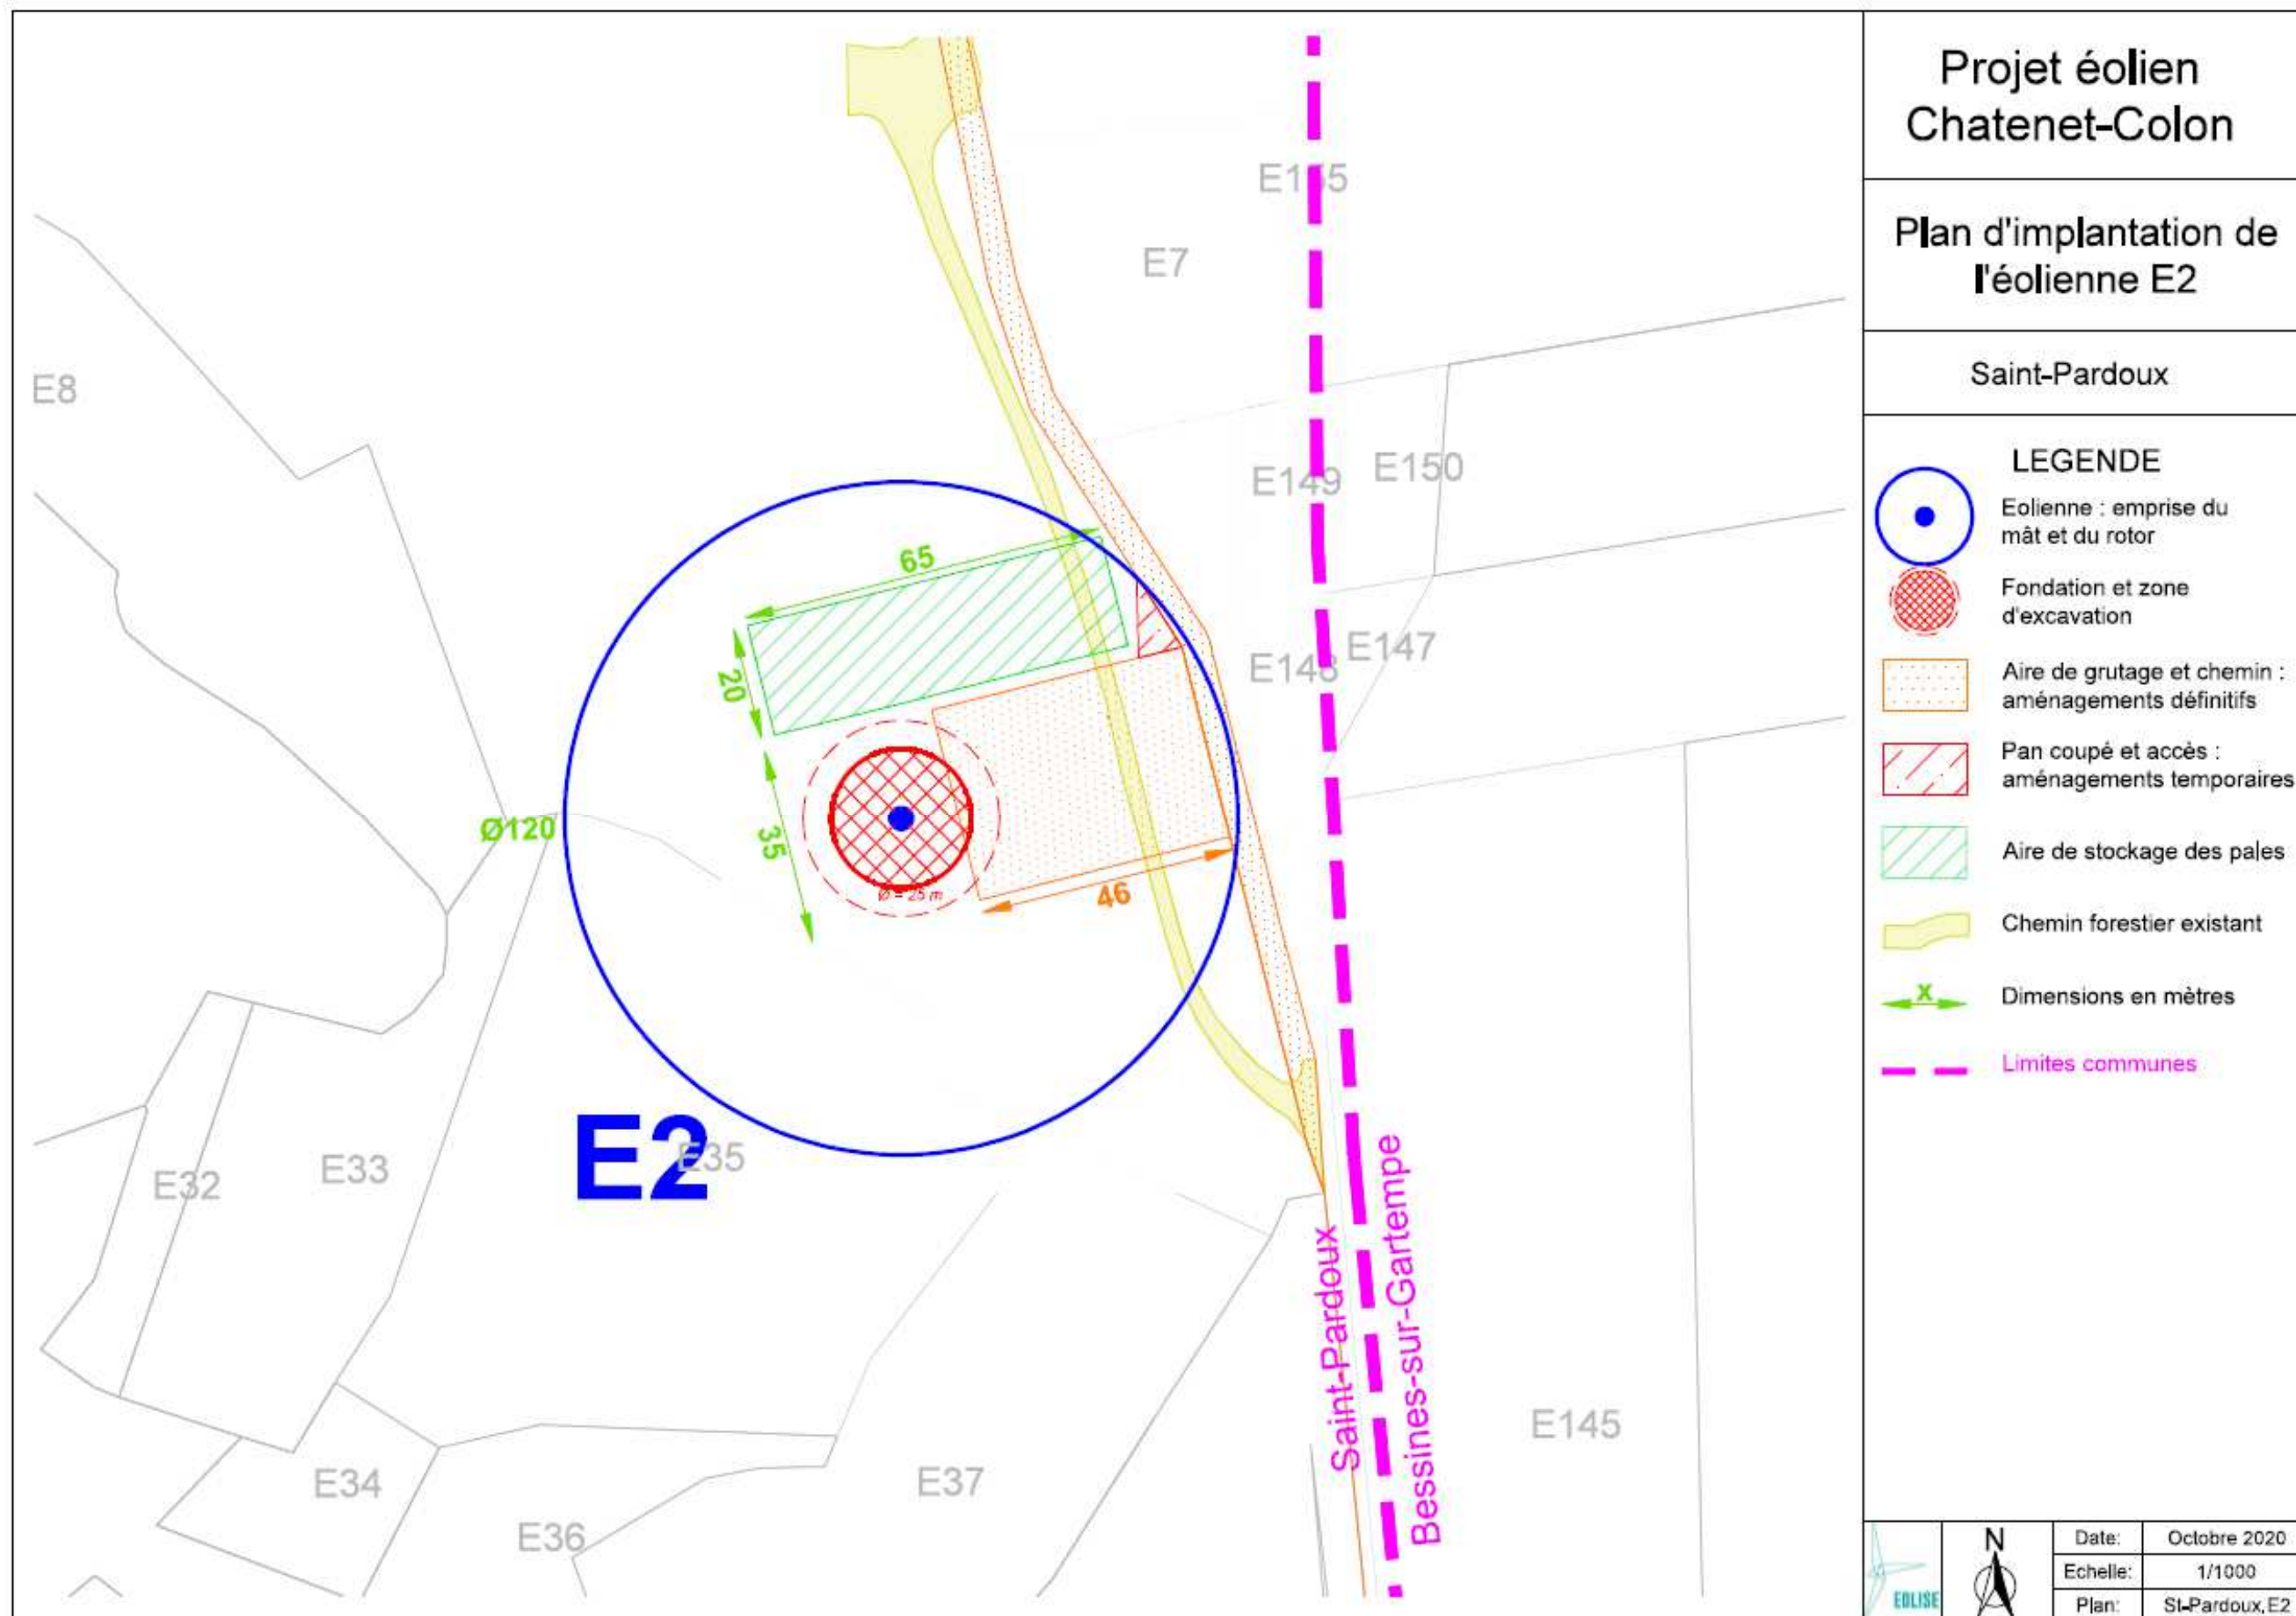 Projet éolien
Chatenet-Colon
Plan d'implantation de
l'éolienne E2
Saint-Pardoux
LEGENDE
Eolienne : emprise du
mât et du rotor
Fondation et zone
d'excavation
Aire de grutage et chemin :
aménagements définitifs
Pan coupé et accès :
aménagements temporaires
Aire de stockage des pales
Chemin forestier existant
X
Dimensions en mètres
Limites communes
E155
E7
E8
E149
E150
E148
E147
65
20
35
Ø120
Ø = 25 m
46
E2
E35
E32
E33
E34
E36
E37
E145
Saint-Pardoux
Bessines-sur-Gartempe
EOLISE
N
Date: Octobre 2020
Echelle: 1/1000
Plan: St-Pardoux,E2